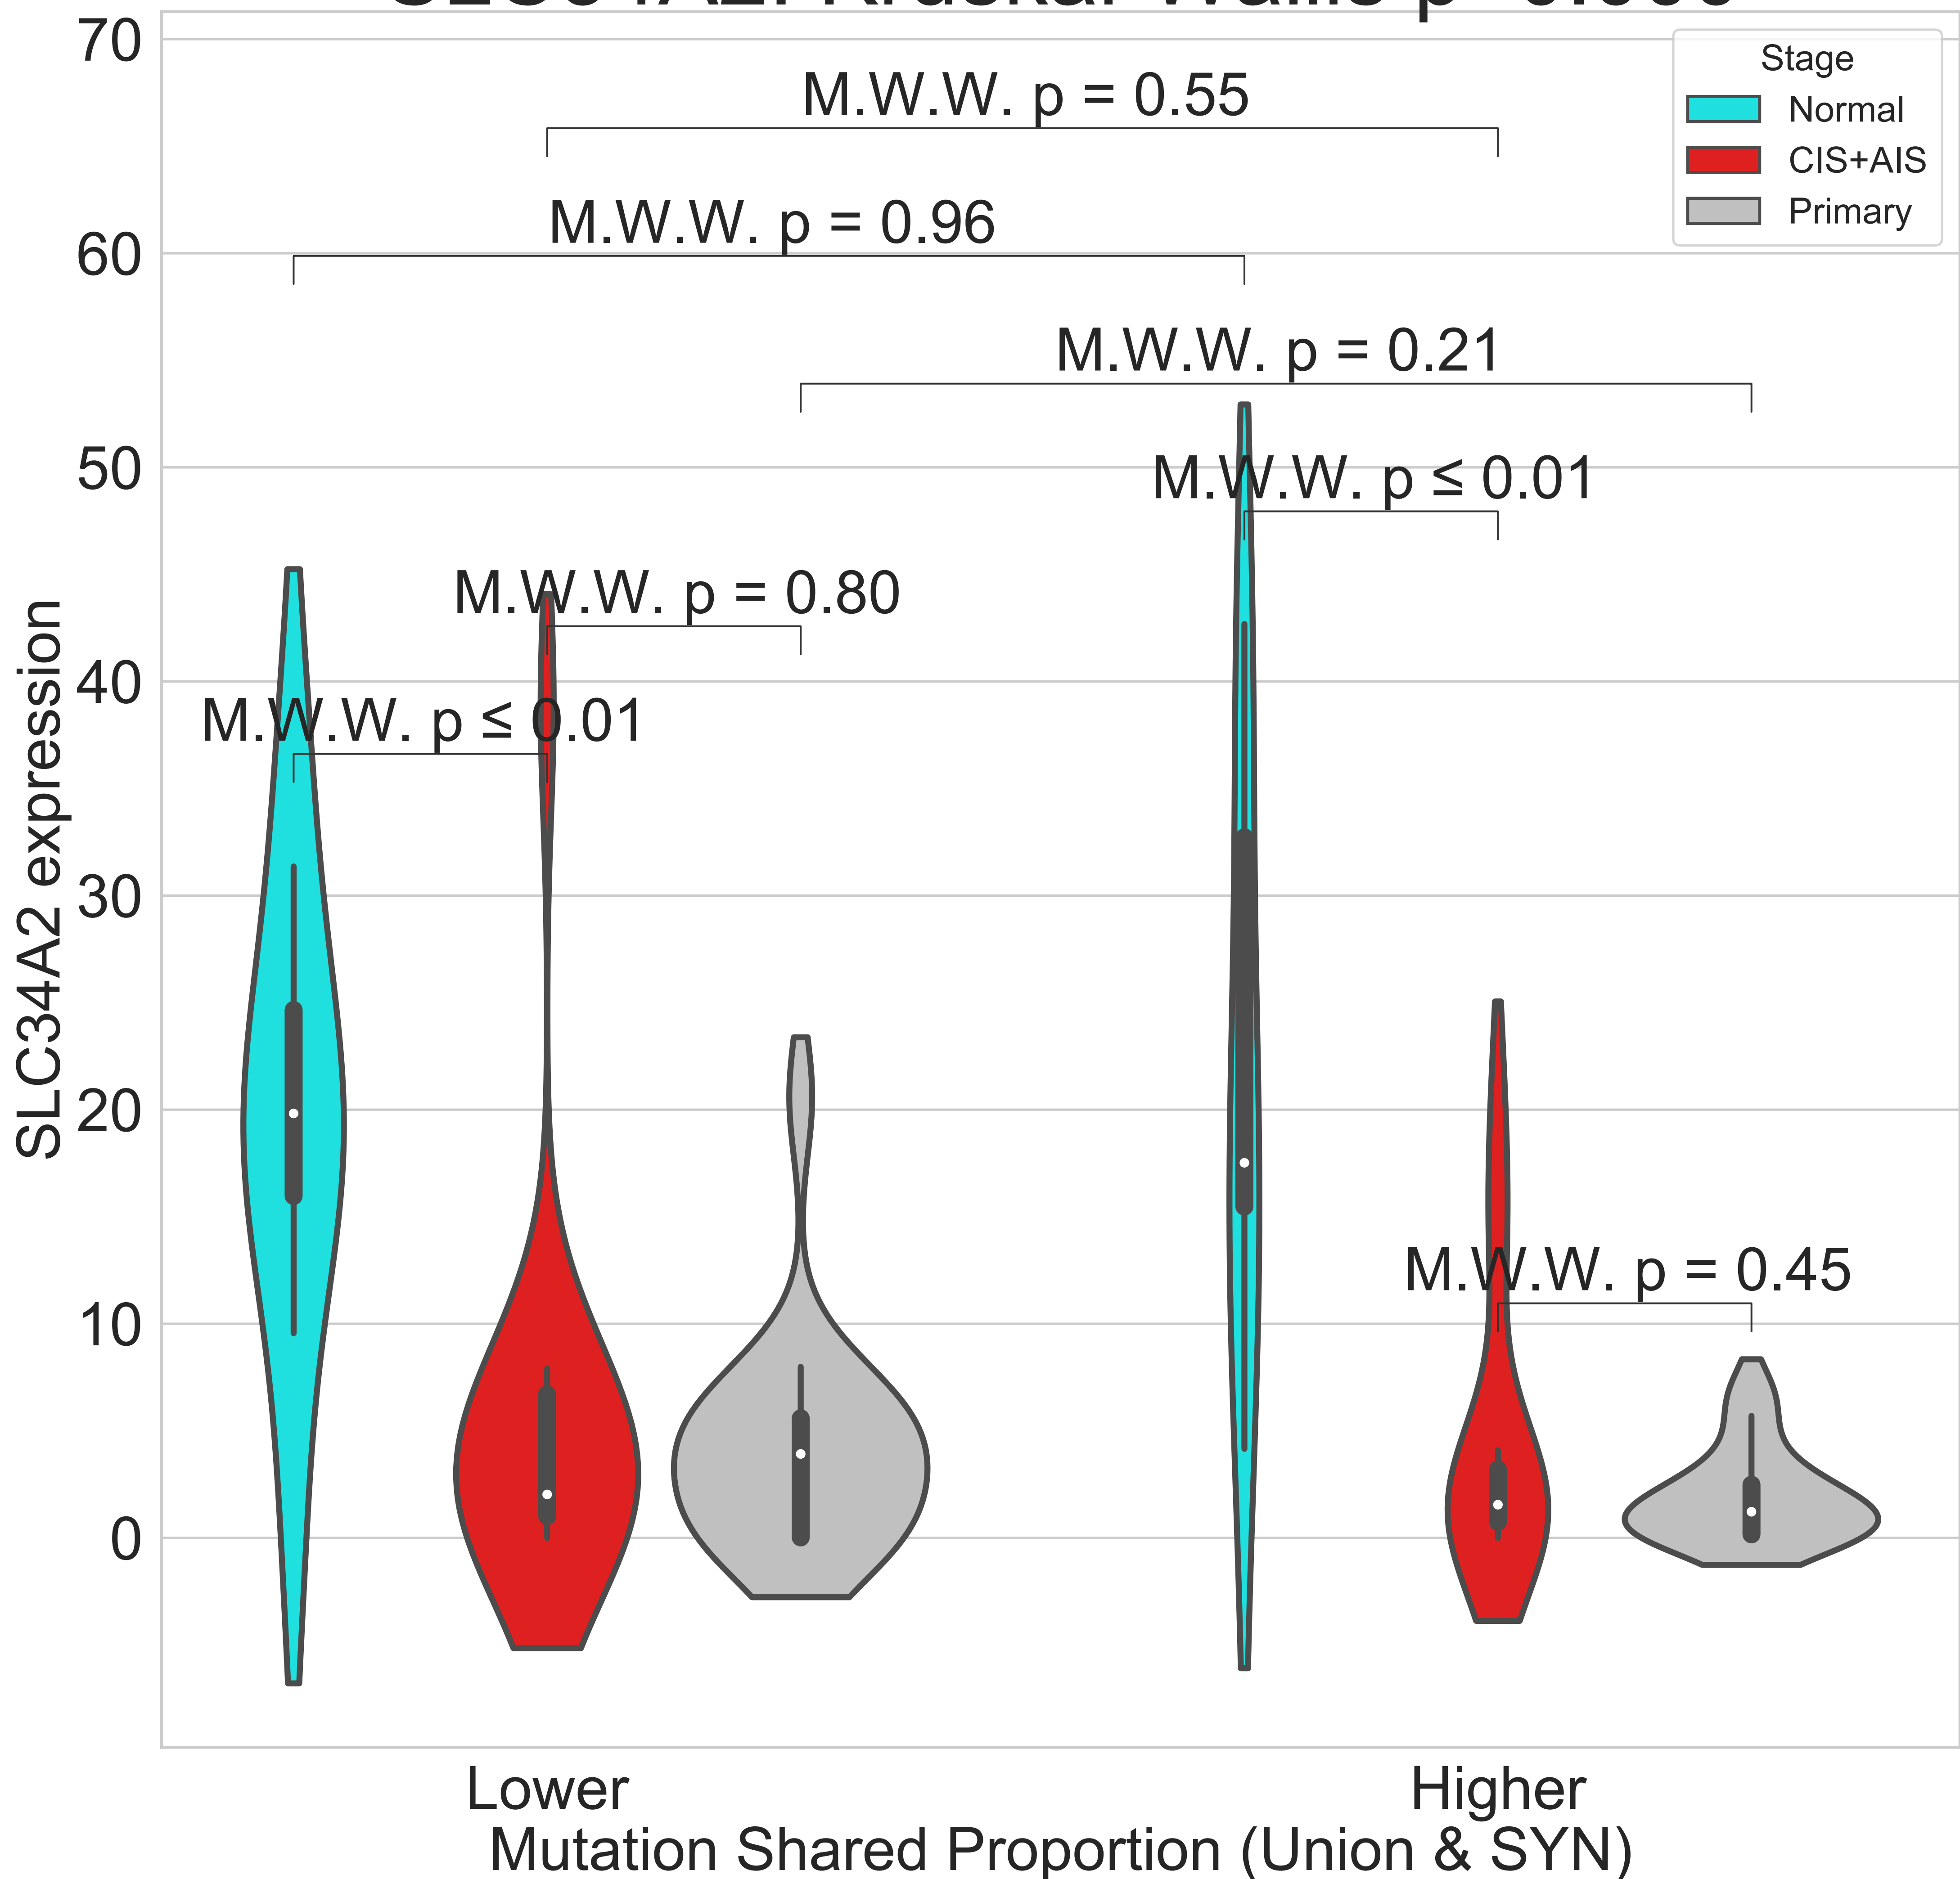 70
60
50
40
30
20
10
0
SLC34A2 expression
Stage
Normal
CIS+AIS
Primary
M.W.W. p = 0.55
M.W.W. p = 0.96
M.W.W. p = 0.21
M.W.W. p ≤ 0.01
M.W.W. p = 0.80
M.W.W. p ≤ 0.01
M.W.W. p = 0.45
Lower
Higher
Mutation Shared Proportion (Union & SYN)